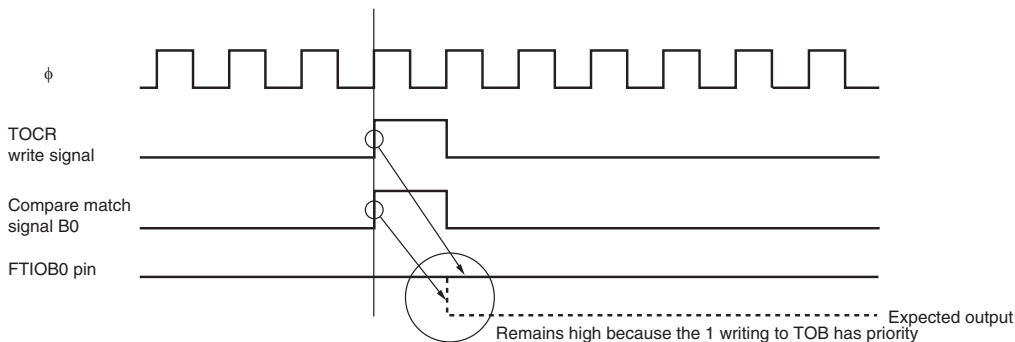 ϕ
TOCR
write signal
Compare match
signal B0
FTIOB0 pin
Expected output
Remains high because the 1 writing to TOB has priority